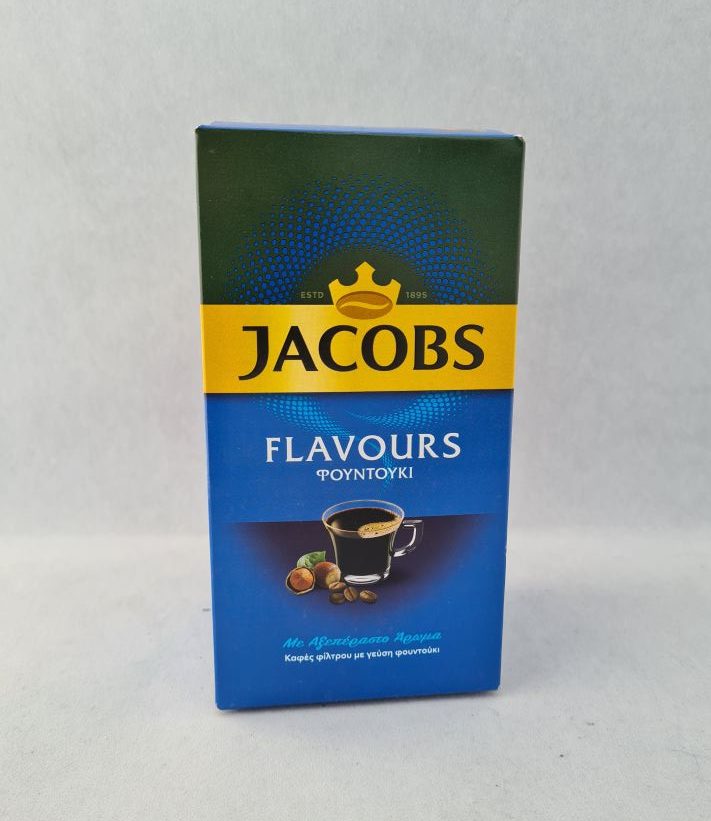 ESTD 1895
JACOBS
FLAVOURS
ΦΟΥΝΤΟΥΚΙ
Με Αξεπέραστο Άρωμα
Καφές φίλτρου με γεύση φουντούκι